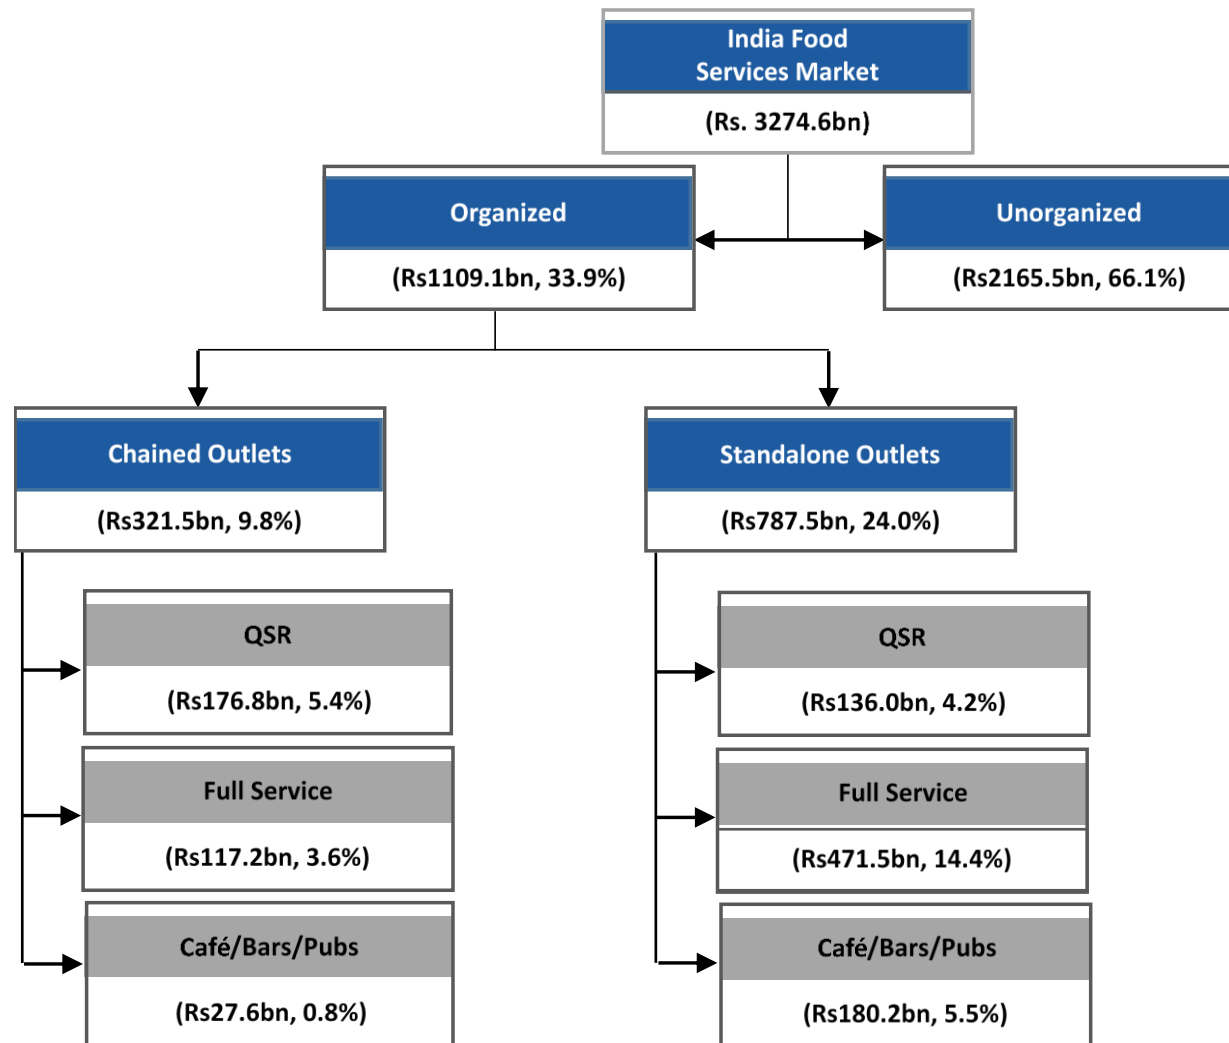 India Food
Services Market
(Rs. 3274.6bn)
Organized
(Rs1109.1bn, 33.9%)
Unorganized
(Rs2165.5bn, 66.1%)
Chained Outlets
(Rs321.5bn, 9.8%)
Standalone Outlets
(Rs787.5bn, 24.0%)
QSR
(Rs176.8bn, 5.4%)
Full Service
(Rs117.2bn, 3.6%)
Café/Bars/Pubs
(Rs27.6bn, 0.8%)
QSR
(Rs136.0bn, 4.2%)
Full Service
(Rs471.5bn, 14.4%)
Café/Bars/Pubs
(Rs180.2bn, 5.5%)